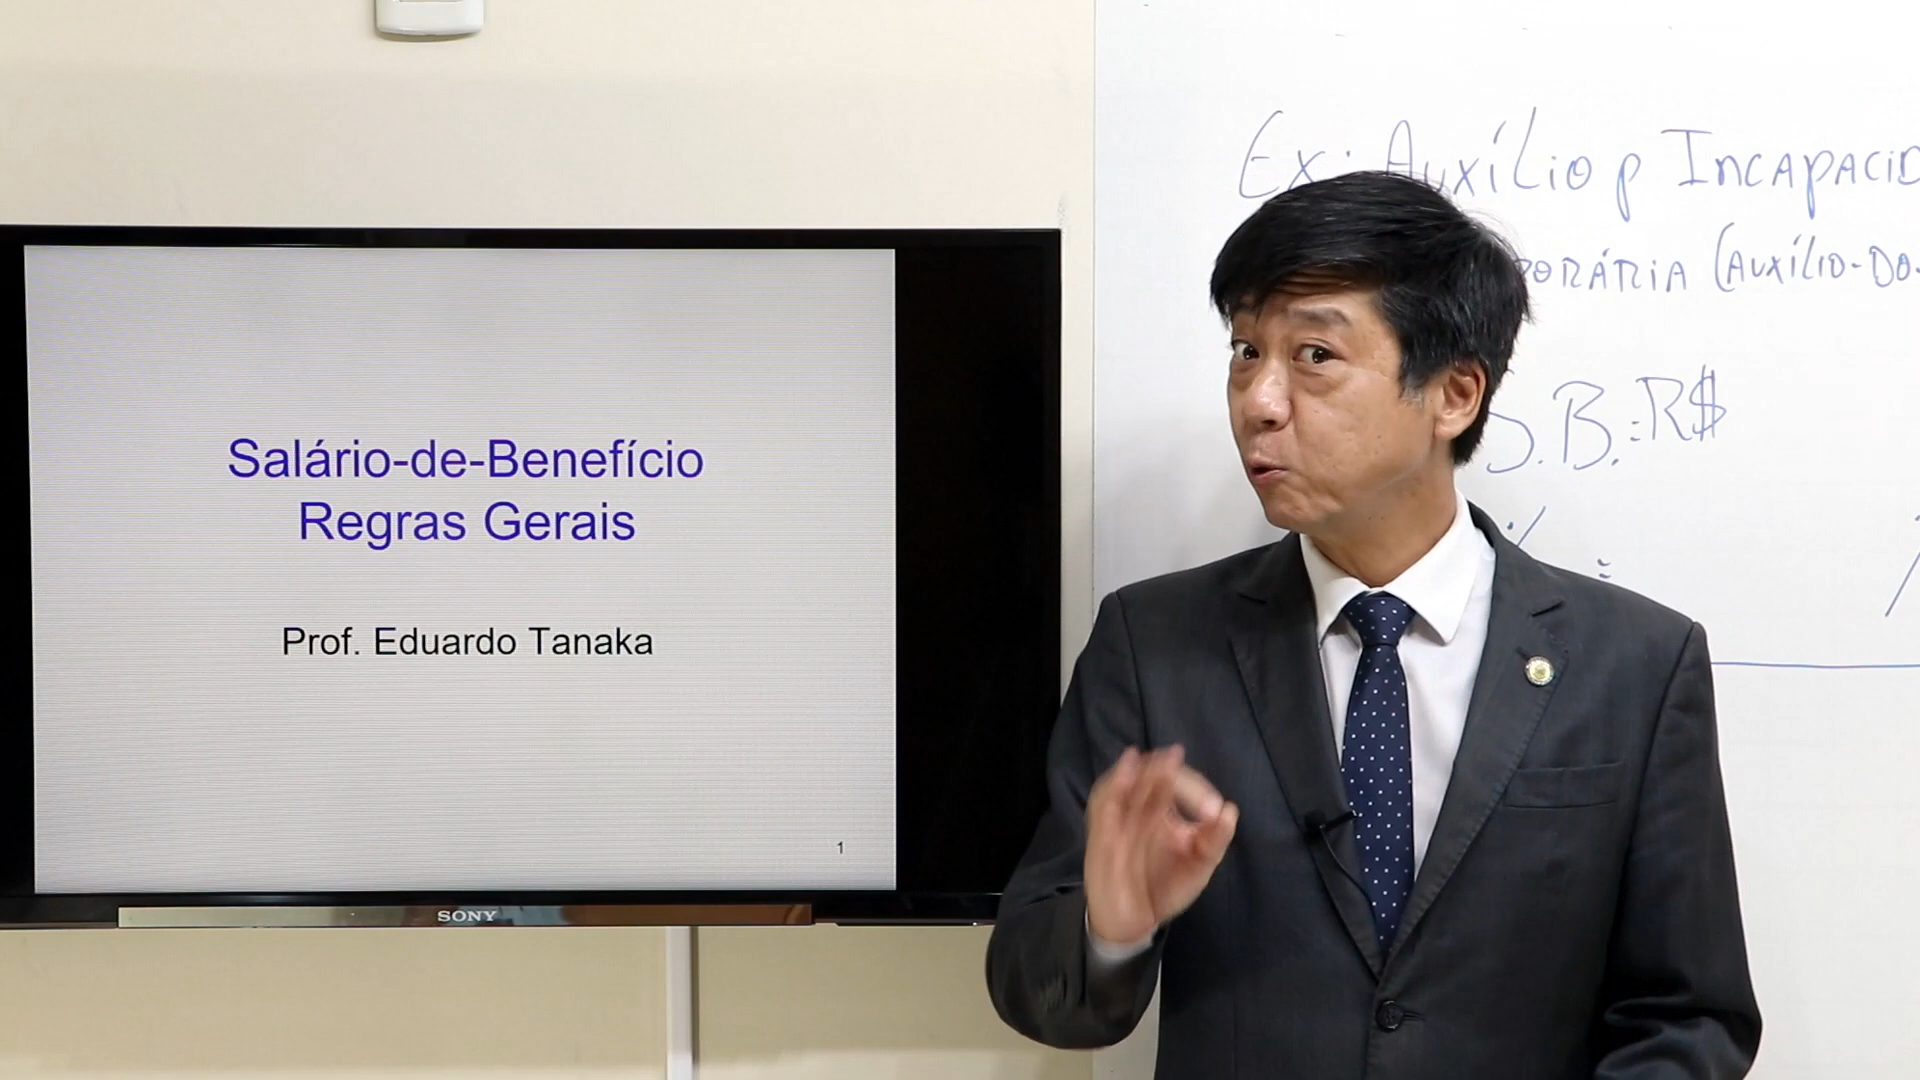 Salário-de-Benefício
Regras Gerais
Prof. Eduardo Tanaka
1
SONY
Ex: Auxílio p Incapacid
porária (Auxílio-Do-
S.B.=R$